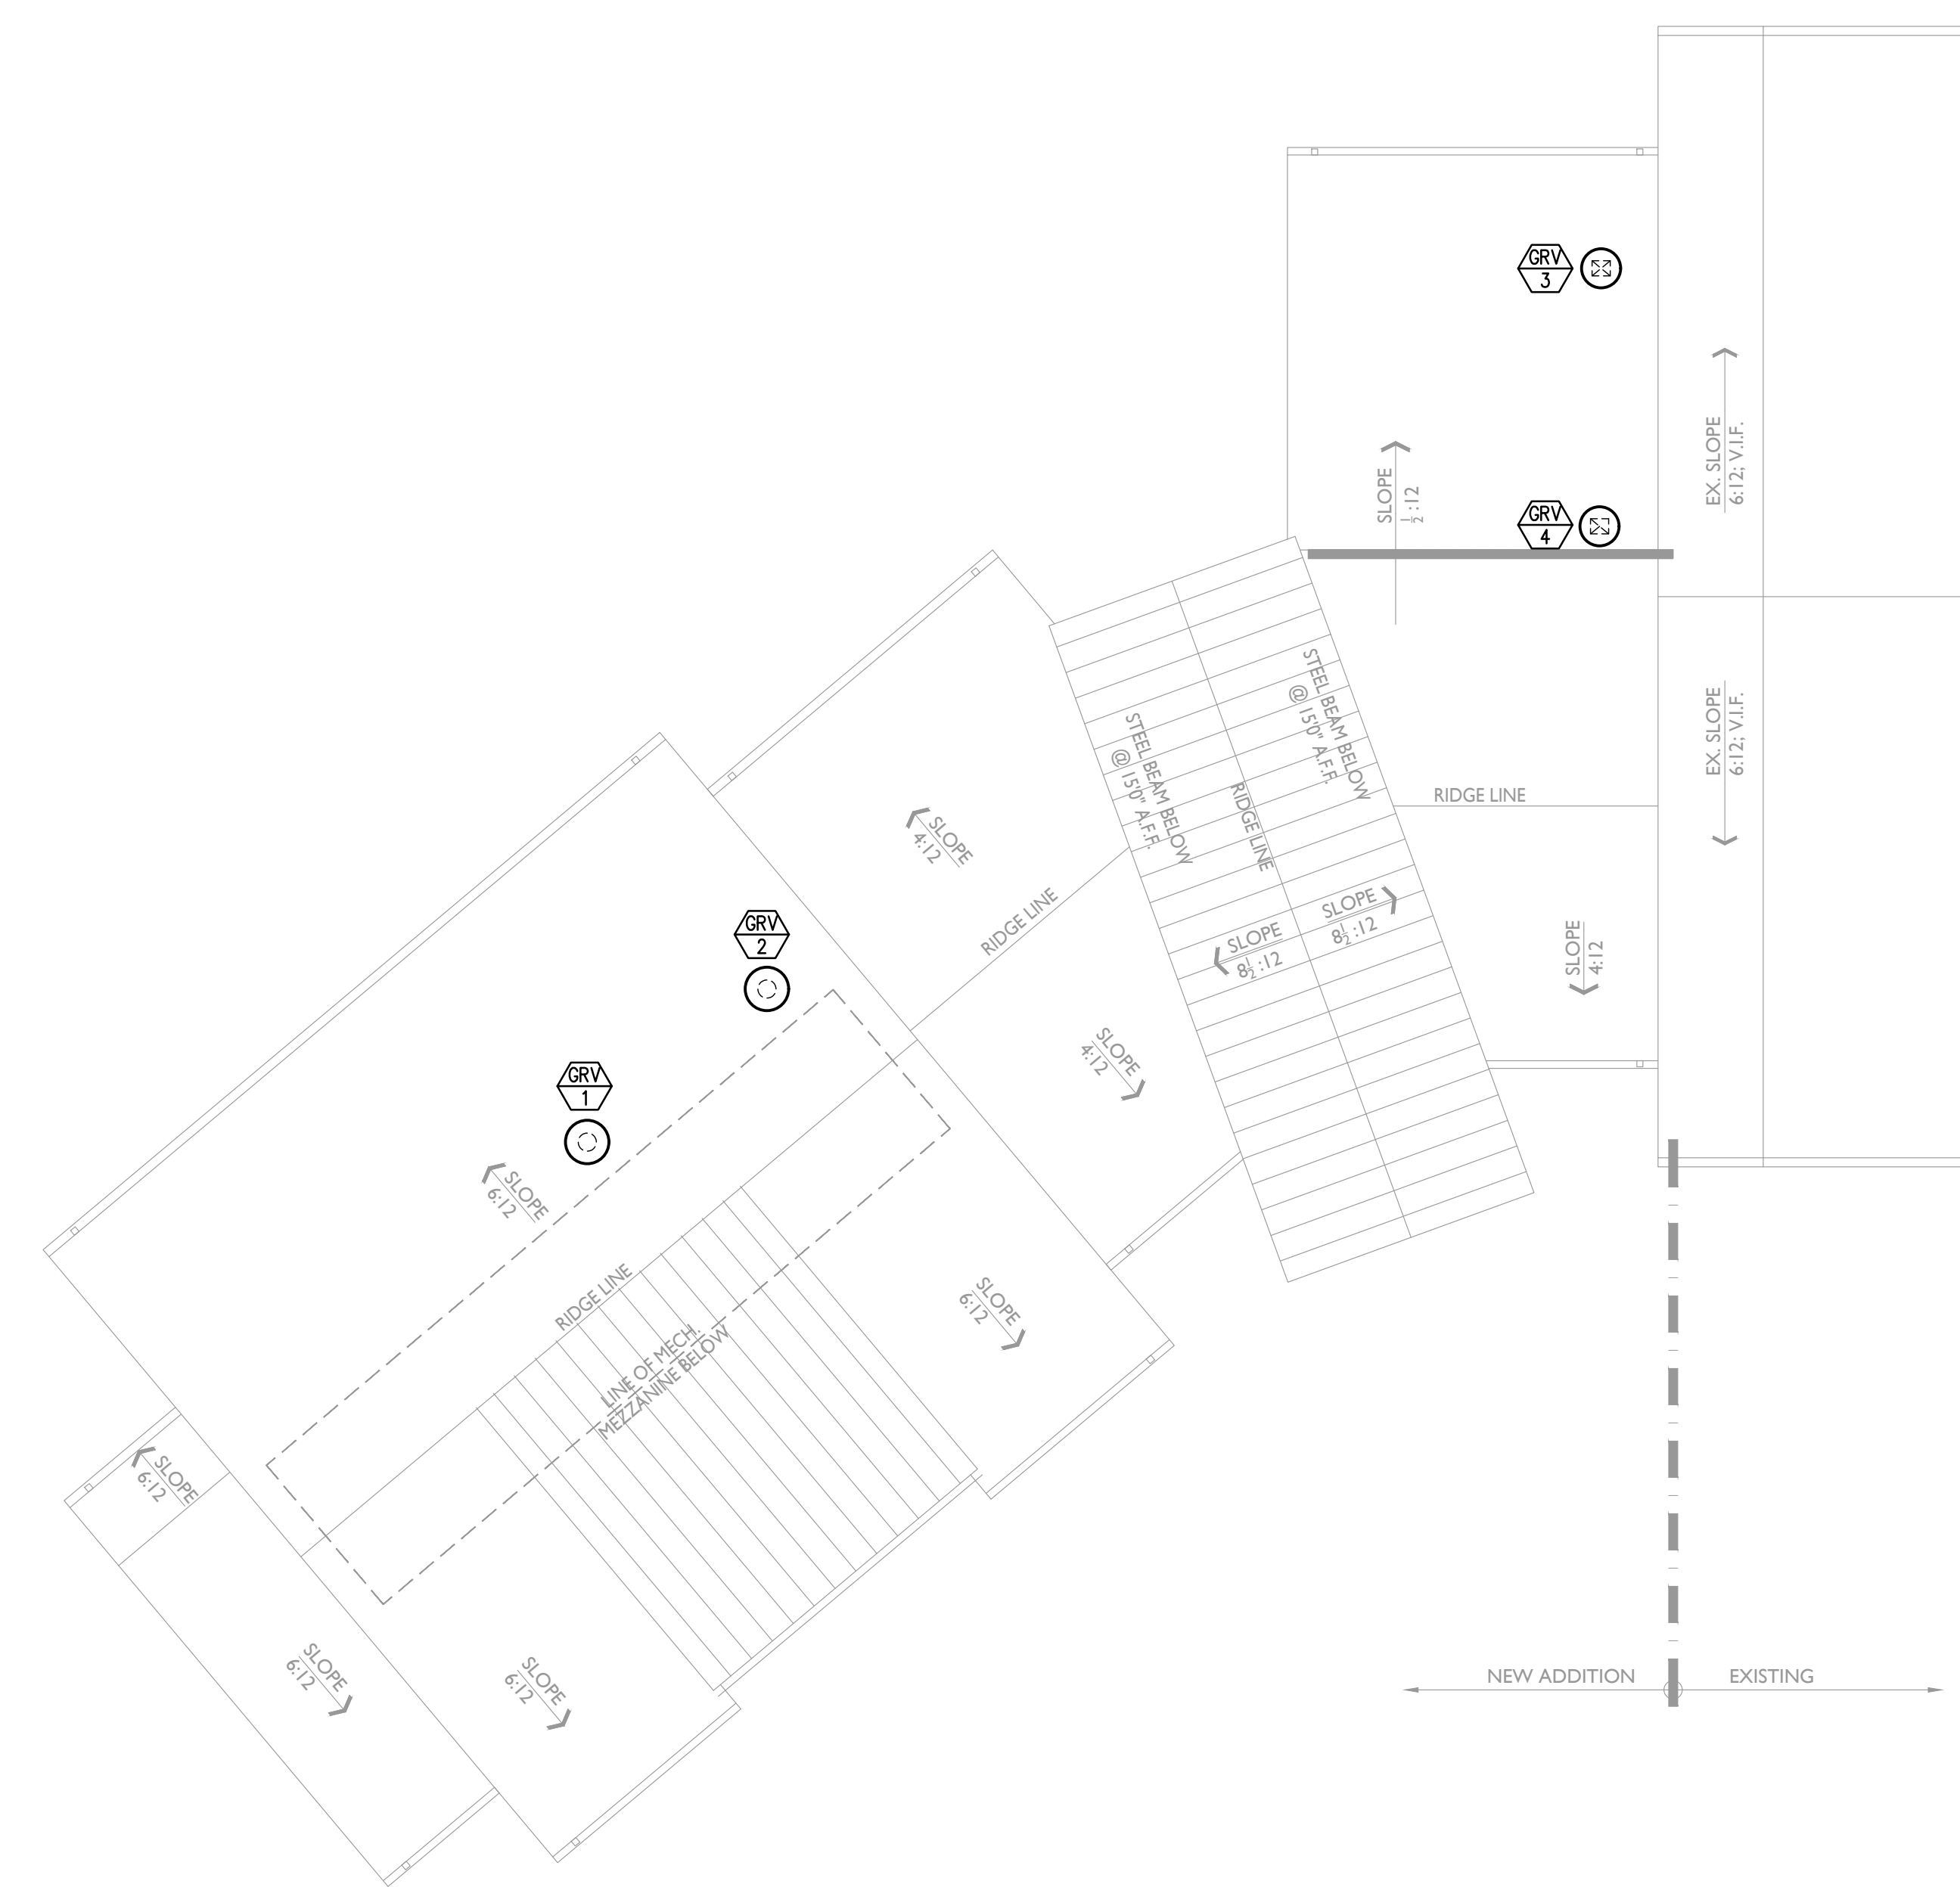 GRV
3
EX. SLOPE
6:12; V.I.F.
SLOPE
1/2 :12
GRV
4
STEEL BEAM BELOW
@ 15'0" A.F.F.
STEEL BEAM BELOW
@ 15'0" A.F.F.
EX. SLOPE
6:12; V.I.F.
RIDGE LINE
RIDGE LINE
SLOPE
4:12
RIDGE LINE
SLOPE
8 1/2 :12
SLOPE
8 1/2 :12
SLOPE
4:12
GRV
2
SLOPE
4:12
GRV
1
SLOPE
6:12
RIDGE LINE
SLOPE
6:12
LINE OF MECH.
MEZZANINE BELOW
SLOPE
6:12
SLOPE
6:12
SLOPE
6:12
NEW ADDITION
EXISTING